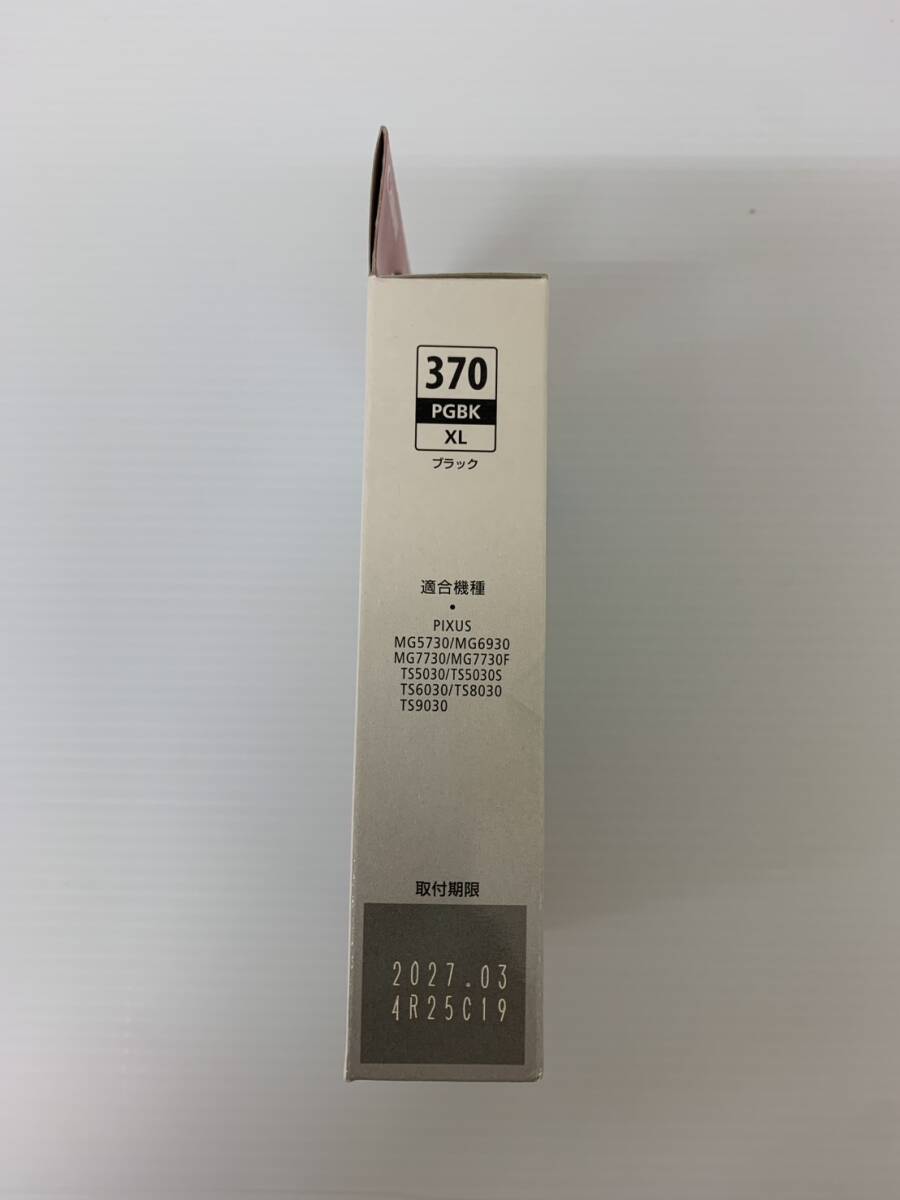 370
PGBK
XL
ブラック
適合機種
•
PIXUS
MG5730/MG6930
MG7730/MG7730F
TS5030/TS5030S
TS6030/TS8030
TS9030
取付期限
2027.03
4R25C19